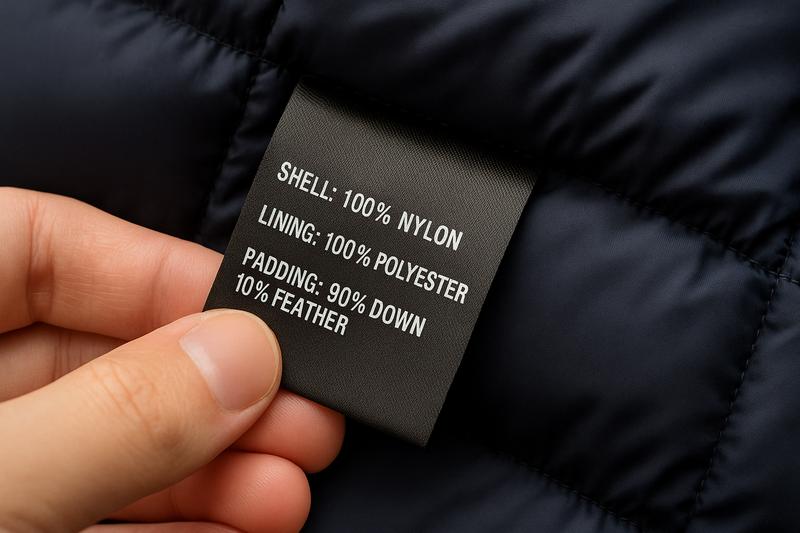 SHELL: 100% NYLON
LINING: 100% POLYESTER
PADDING: 90% DOWN
10% FEATHER